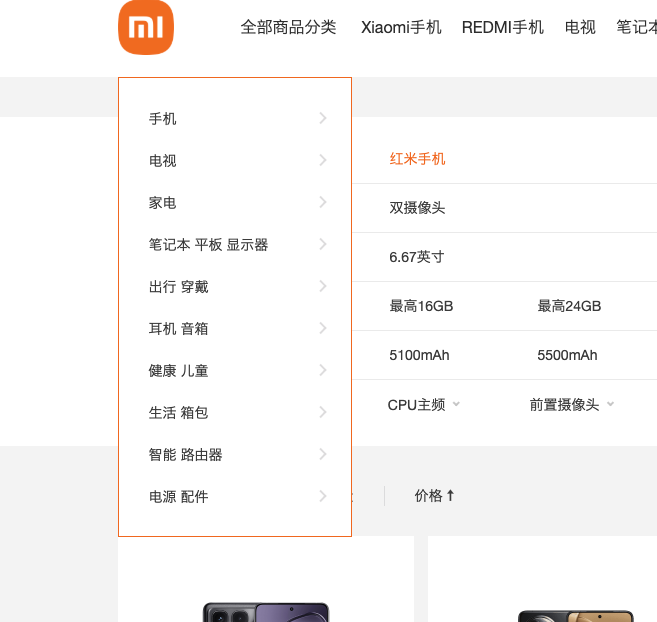 mi
全部商品分类 Xiaomi手机 REDMI手机 电视
手机
电视
家电
笔记本 平板 显示器
出行 穿戴
耳机 音箱
健康 儿童
生活 箱包
智能 路由器
电源 配件
红米手机
双摄像头
6.67英寸
最高16GB 最高24GB
5100mAh 5500mAh
CPU主频 前置摄像头
价格↑